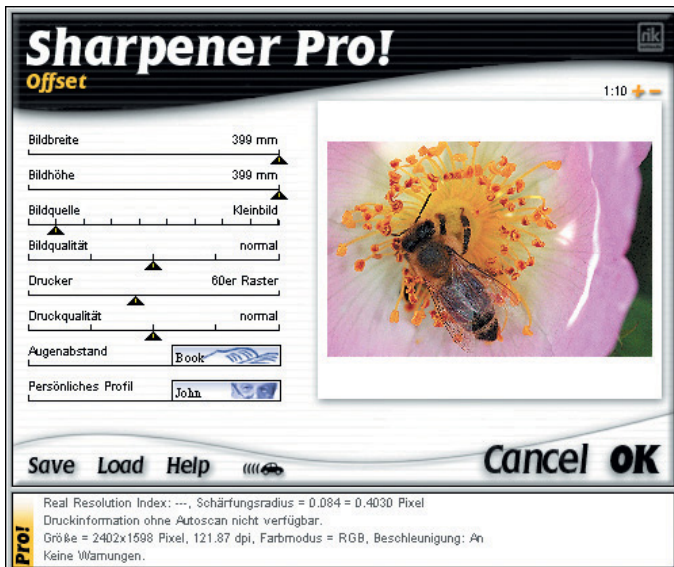 Sharpener Pro!
Offset
nik
1:10 + -
Bildbreite 399 mm
Bildhöhe 399 mm
Bildquelle Kleinbild
Bildqualität normal
Drucker 60er Raster
Druckqualität normal
Augenabstand Book
Persönliches Profil John
Save Load Help Cancel OK
Pro!
Real Resolution Index: ---, Schärfungsradius = 0.084 = 0.4030 Pixel
Druckinformation ohne Autoscan nicht verfügbar.
Größe = 2402x1598 Pixel, 121.87 dpi, Farbmodus = RGB, Beschleunigung: An
Keine Warnungen.